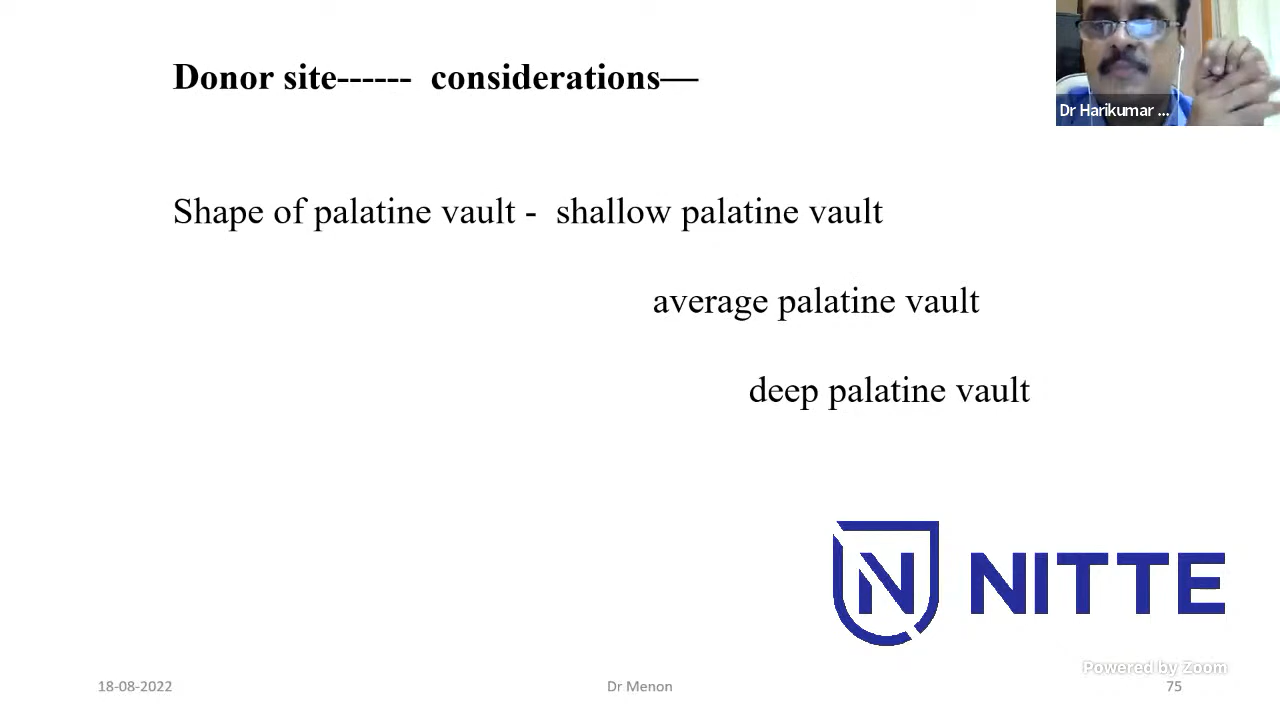 Donor site------ considerations—
Dr Harikumar ...
Shape of palatine vault - shallow palatine vault
average palatine vault
deep palatine vault
N NITTE
Powered by Zoom
18-08-2022 Dr Menon 75